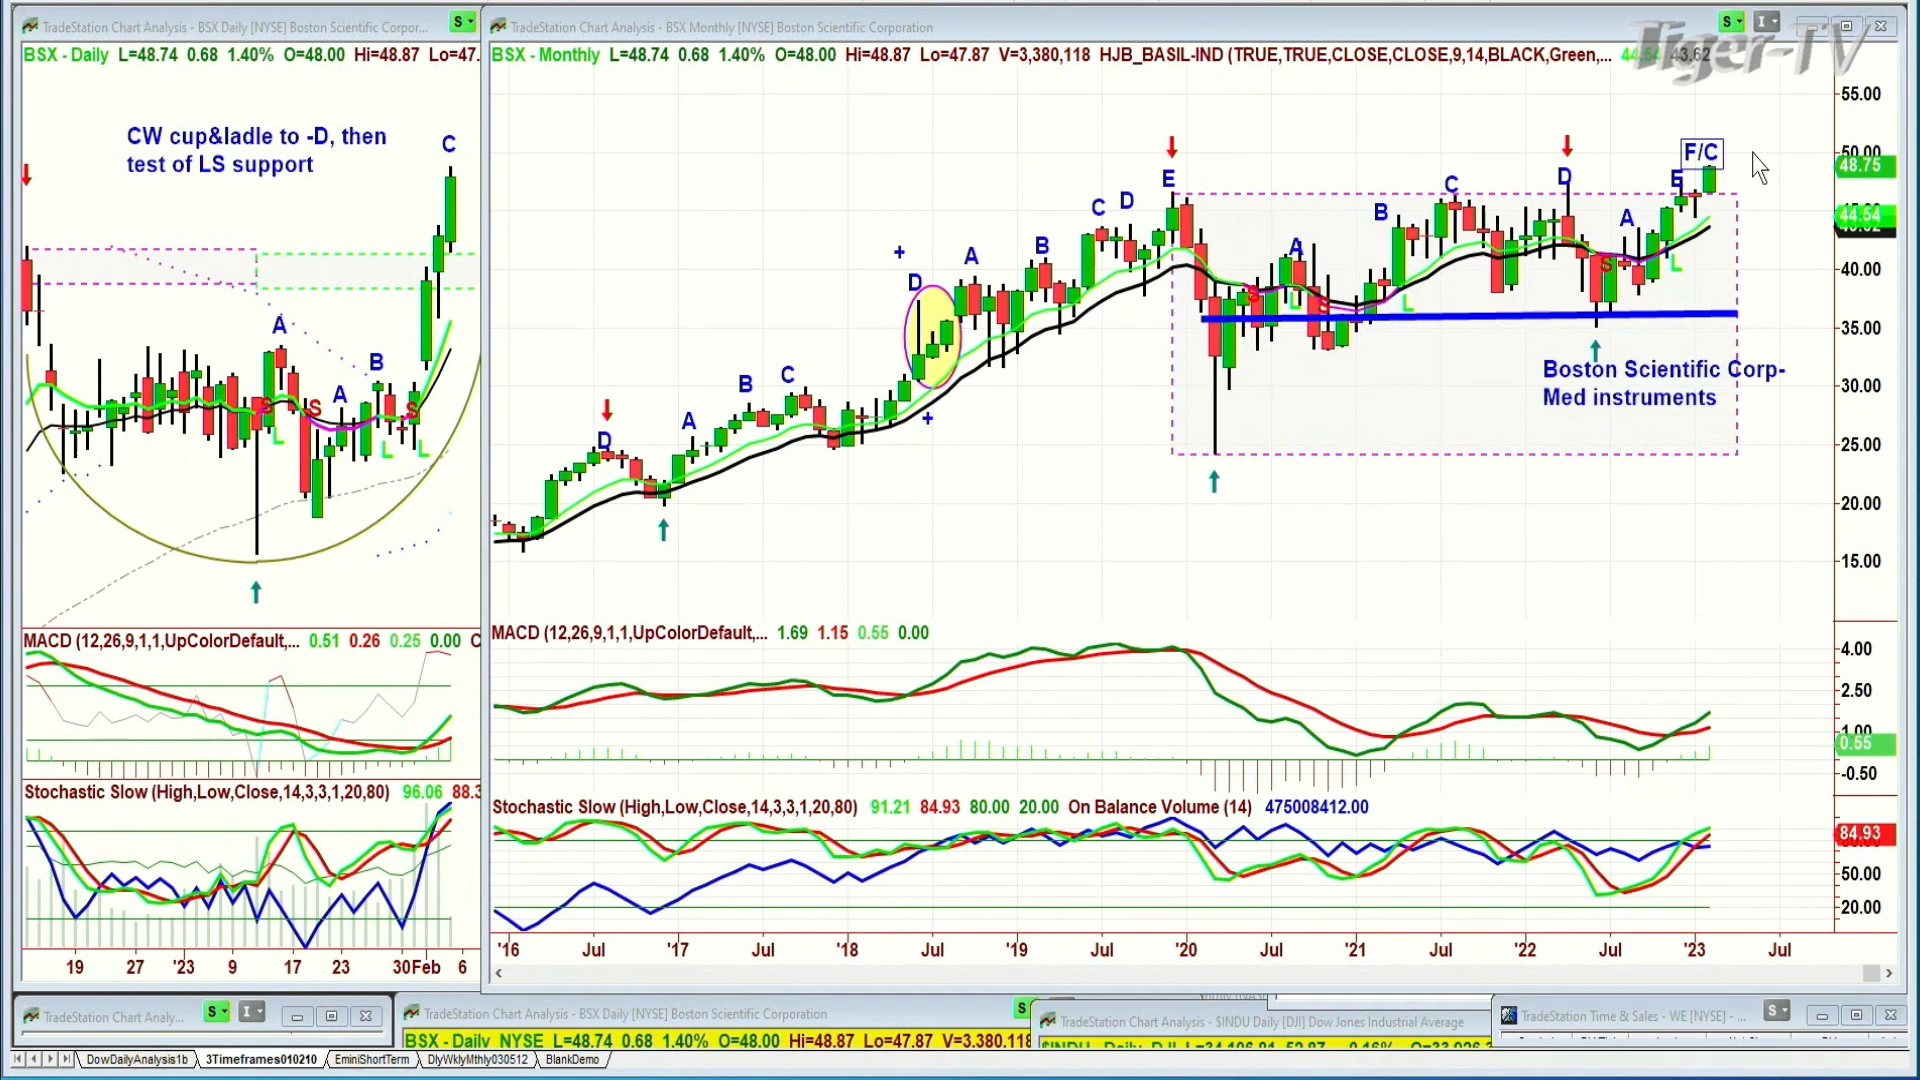 TradeStation Chart Analysis - BSX Daily [NYSE] Boston Scientific Corpor...
S
BSX - Daily L=48.74 0.68 1.40% O=48.00 Hi=48.87 Lo=47.
CW cup&ladle to -D, then
test of LS support
C
A
B
A
S
S
S
L
L
L
MACD (12,26,9,1,1,UpColorDefault,... 0.51 0.26 0.25 0.00 C
Stochastic Slow (High,Low,Close,14,3,3,1,20,80) 96.06 88.3
19 27 '23 9 17 23 30 Feb 6
TradeStation Chart Analysis - BSX Monthly [NYSE] Boston Scientific Corporation
S I
Tiger-TV
BSX - Monthly L=48.74 0.68 1.40% O=48.00 Hi=48.87 Lo=47.87 V=3,380,118 HJB_BASIL-IND (TRUE,TRUE,CLOSE,CLOSE,9,14,BLACK,Green,... 44.54 43.62
55.00
50.00
48.75
44.54
40.00
35.00
30.00
25.00
20.00
15.00
D A B C + D + A B C D E
A B C D A E F/C
S S S L L L
Boston Scientific Corp-
Med instruments
MACD (12,26,9,1,1,UpColorDefault,... 1.69 1.15 0.55 0.00
4.00
2.50
1.00
0.55
-0.50
Stochastic Slow (High,Low,Close,14,3,3,1,20,80) 91.21 84.93 80.00 20.00 On Balance Volume (14) 475008412.00
84.93
50.00
20.00
'16 Jul '17 Jul '18 Jul '19 Jul '20 Jul '21 Jul '22 Jul '23 Jul
TradeStation Chart Analy... S I
TradeStation Chart Analysis - BSX Daily [NYSE] Boston Scientific Corporation S
BSX - Daily NYSE L=48.74 0.68 1.40% O=48.00 Hi=48.87 Lo=47.87 V=3,380,118
TradeStation Chart Analysis - $INDU Daily [DJI] Dow Jones Industrial Average
TradeStation Time & Sales - WE [NYSE] - ... S
DowDailyAnalysis1b 3Timeframes010210 EminiShortTerm DlyWklyMthly030512 BlankDemo